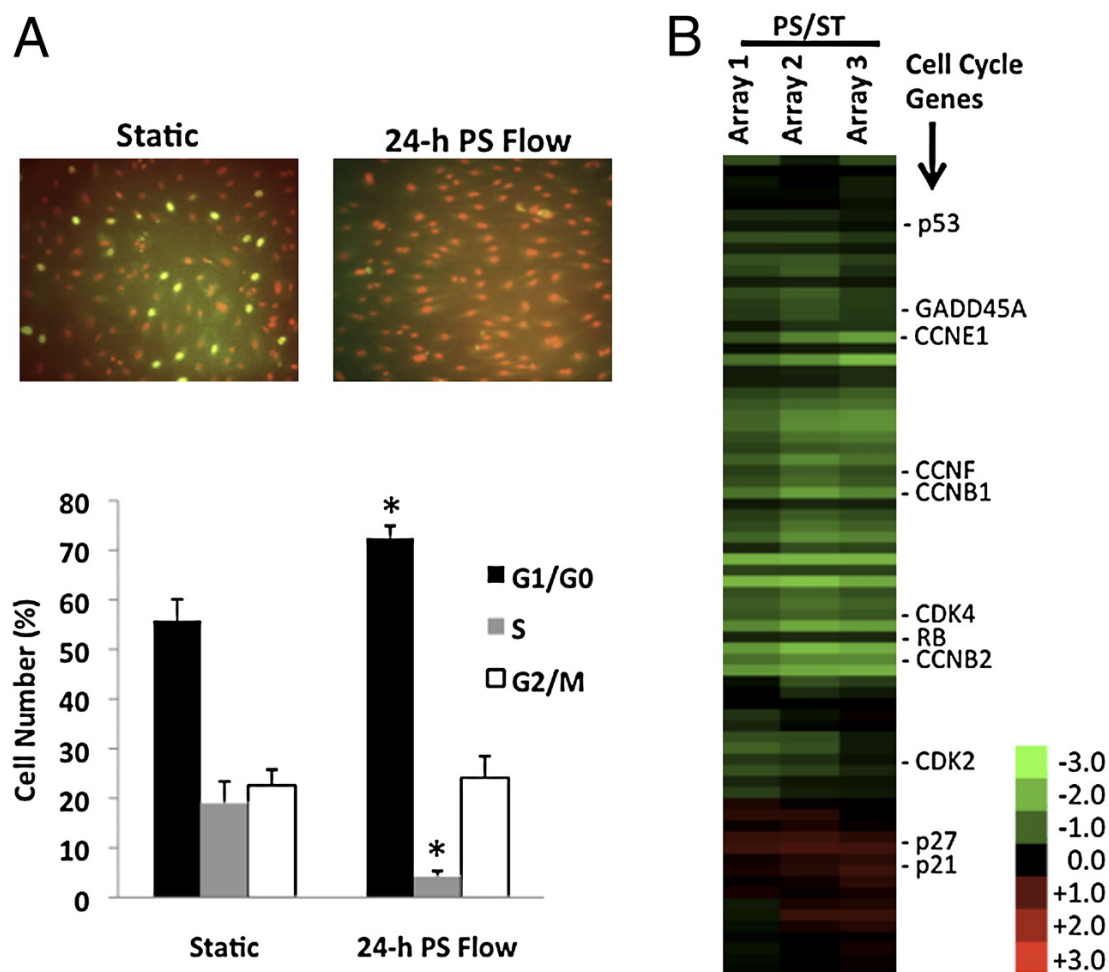 A
Static
24-h PS Flow
80
70
60
50
40
30
20
10
0
Cell Number (%)
*
*
G1/G0
S
G2/M
Static
24-h PS Flow
B
PS/ST
Array 1
Array 2
Array 3
Cell Cycle
Genes
- p53
- GADD45A
- CCNE1
- CCNF
- CCNB1
- CDK4
- RB
- CCNB2
- CDK2
- p27
- p21
-3.0
-2.0
-1.0
0.0
+1.0
+2.0
+3.0